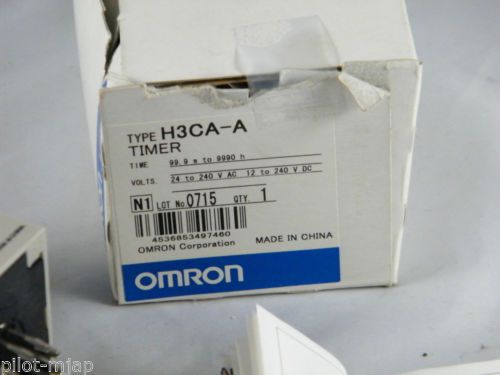 TYPE H3CA-A
TIMER
TIME 99.9 s to 9990 h
VOLTS. 24 to 240 V AC 12 to 240 V DC
N1 LOT No. 0715 QTY. 1
4536853497460
OMRON Corporation MADE IN CHINA
OMRON
pilot-mjap